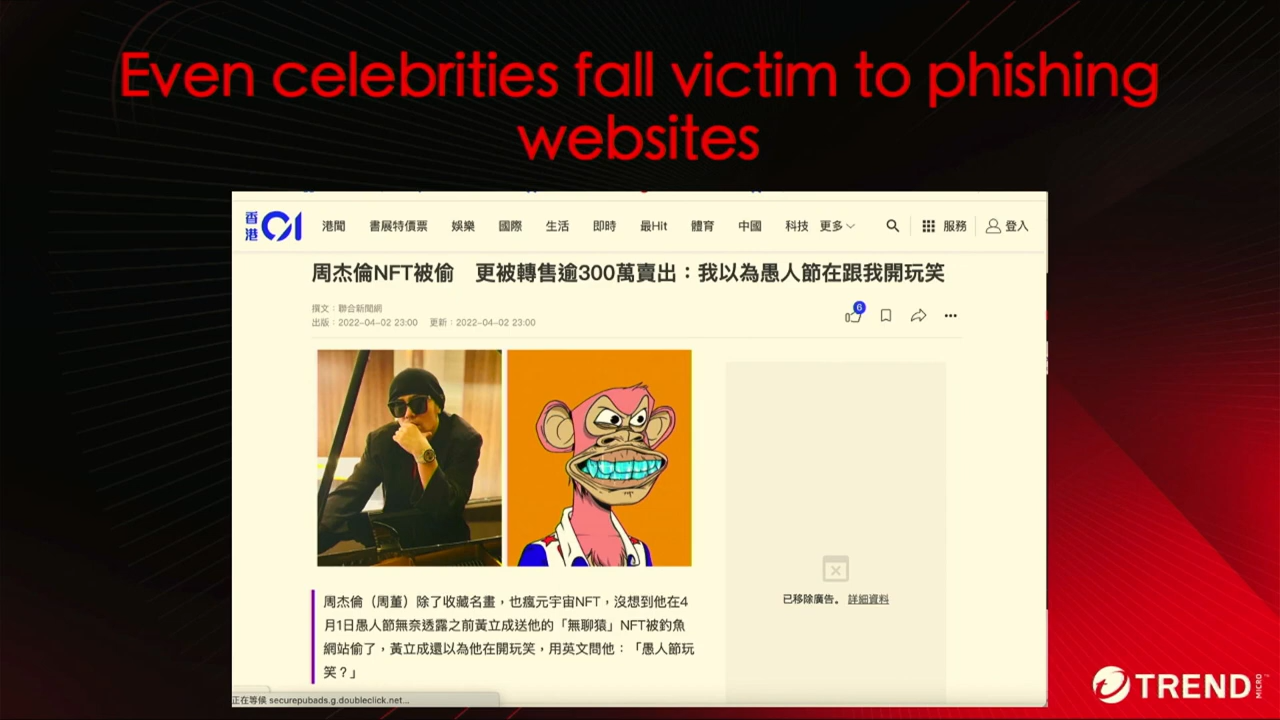 Even celebrities fall victim to phishing
websites
香港01 港聞 書展特價票 娛樂 國際 生活 即時 最Hit 體育 中國 科技 更多 服務 登入
周杰倫NFT被偷 更被轉售逾300萬賣出：我以為愚人節在跟我開玩笑
撰文：聯合新聞網
出版：2022-04-02 23:00 更新：2022-04-02 23:00
6
周杰倫（周董）除了收藏名畫，也瘋元宇宙NFT，沒想到他在4
月1日愚人節無奈透露之前黃立成送他的「無聊猿」NFT被釣魚
網站偷了，黃立成還以為他在開玩笑，用英文問他：「愚人節玩
笑？」
已移除廣告。 詳細資料
正在等候 securepubads.g.doubleclick.net...
TREND MICRO